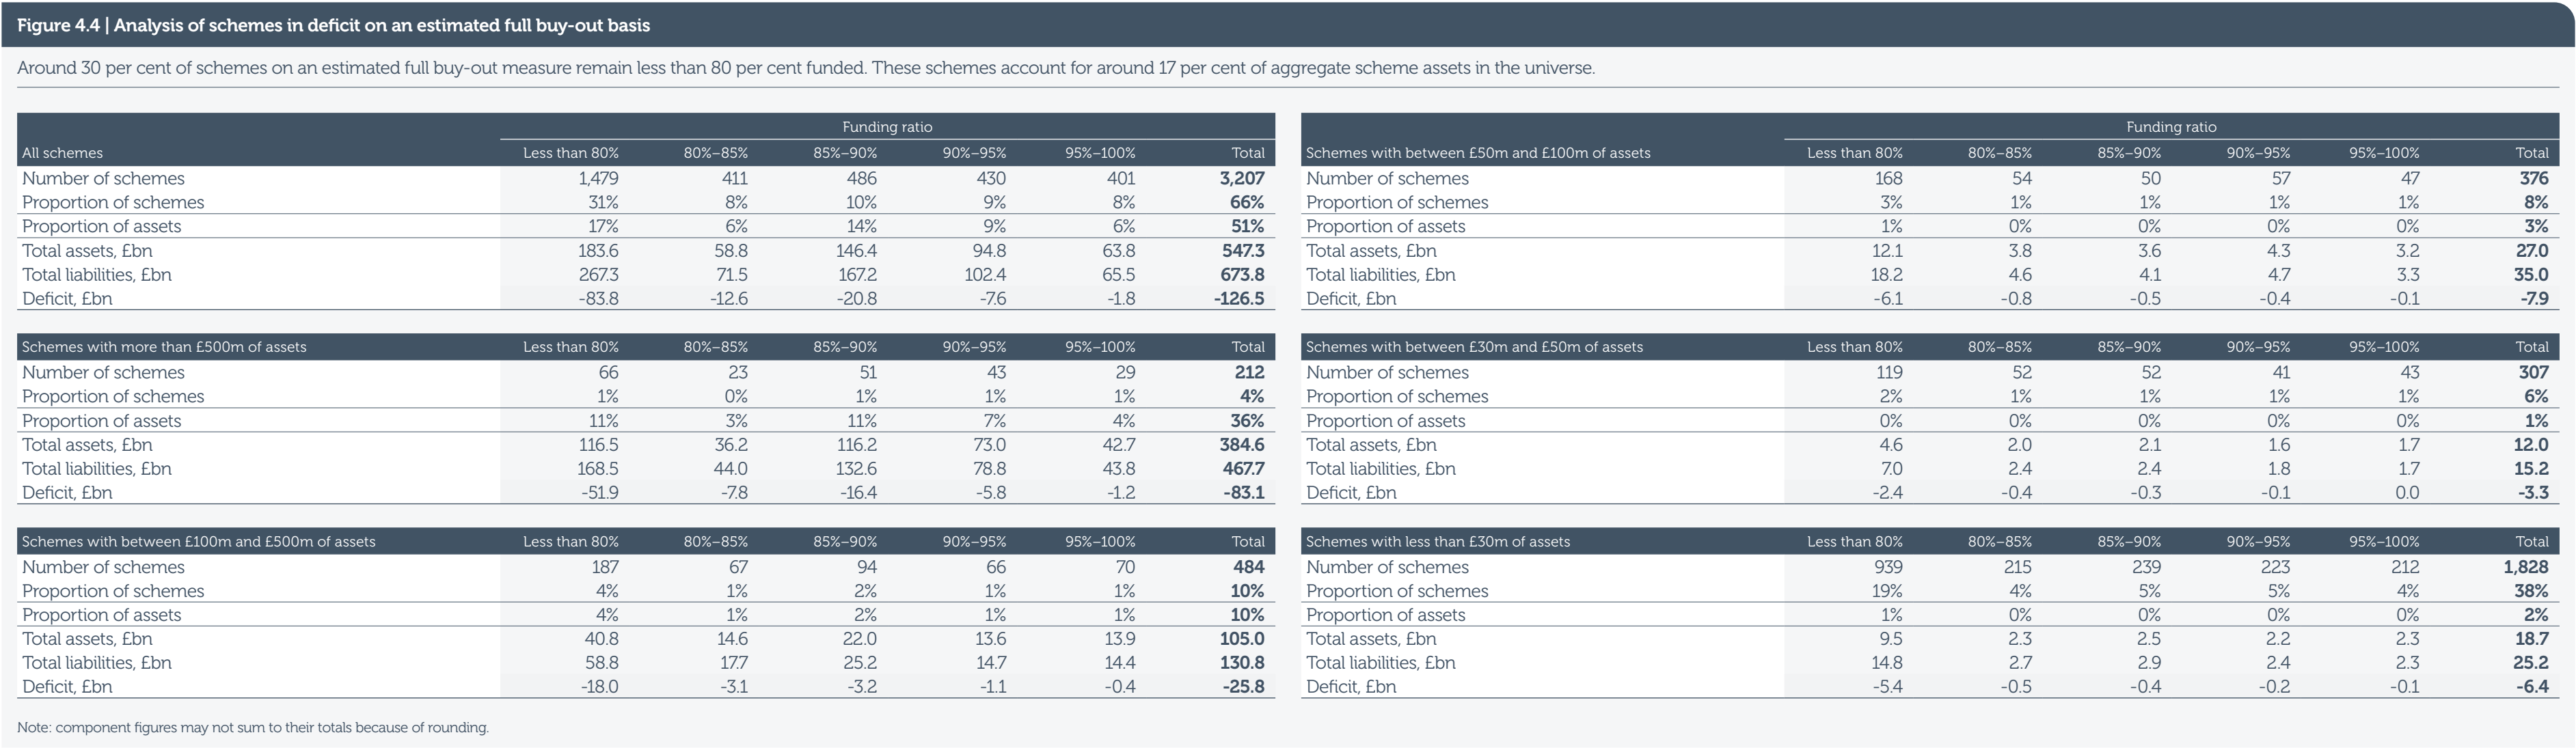 Figure 4.4 | Analysis of schemes in deficit on an estimated full buy-out basis
Around 30 per cent of schemes on an estimated full buy-out measure remain less than 80 per cent funded. These schemes account for around 17 per cent of aggregate scheme assets in the universe.
Funding ratio
All schemes Less than 80% 80%–85% 85%–90% 90%–95% 95%–100% Total
Number of schemes 1,479 411 486 430 401 3,207
Proportion of schemes 31% 8% 10% 9% 8% 66%
Proportion of assets 17% 6% 14% 9% 6% 51%
Total assets, £bn 183.6 58.8 146.4 94.8 63.8 547.3
Total liabilities, £bn 267.3 71.5 167.2 102.4 65.5 673.8
Deficit, £bn -83.8 -12.6 -20.8 -7.6 -1.8 -126.5
Schemes with more than £500m of assets Less than 80% 80%–85% 85%–90% 90%–95% 95%–100% Total
Number of schemes 66 23 51 43 29 212
Proportion of schemes 1% 0% 1% 1% 1% 4%
Proportion of assets 11% 3% 11% 7% 4% 36%
Total assets, £bn 116.5 36.2 116.2 73.0 42.7 384.6
Total liabilities, £bn 168.5 44.0 132.6 78.8 43.8 467.7
Deficit, £bn -51.9 -7.8 -16.4 -5.8 -1.2 -83.1
Schemes with between £100m and £500m of assets Less than 80% 80%–85% 85%–90% 90%–95% 95%–100% Total
Number of schemes 187 67 94 66 70 484
Proportion of schemes 4% 1% 2% 1% 1% 10%
Proportion of assets 4% 1% 2% 1% 1% 10%
Total assets, £bn 40.8 14.6 22.0 13.6 13.9 105.0
Total liabilities, £bn 58.8 17.7 25.2 14.7 14.4 130.8
Deficit, £bn -18.0 -3.1 -3.2 -1.1 -0.4 -25.8
Funding ratio
Schemes with between £50m and £100m of assets Less than 80% 80%–85% 85%–90% 90%–95% 95%–100% Total
Number of schemes 168 54 50 57 47 376
Proportion of schemes 3% 1% 1% 1% 1% 8%
Proportion of assets 1% 0% 0% 0% 0% 3%
Total assets, £bn 12.1 3.8 3.6 4.3 3.2 27.0
Total liabilities, £bn 18.2 4.6 4.1 4.7 3.3 35.0
Deficit, £bn -6.1 -0.8 -0.5 -0.4 -0.1 -7.9
Schemes with between £30m and £50m of assets Less than 80% 80%–85% 85%–90% 90%–95% 95%–100% Total
Number of schemes 119 52 52 41 43 307
Proportion of schemes 2% 1% 1% 1% 1% 6%
Proportion of assets 0% 0% 0% 0% 0% 1%
Total assets, £bn 4.6 2.0 2.1 1.6 1.7 12.0
Total liabilities, £bn 7.0 2.4 2.4 1.8 1.7 15.2
Deficit, £bn -2.4 -0.4 -0.3 -0.1 0.0 -3.3
Schemes with less than £30m of assets Less than 80% 80%–85% 85%–90% 90%–95% 95%–100% Total
Number of schemes 939 215 239 223 212 1,828
Proportion of schemes 19% 4% 5% 5% 4% 38%
Proportion of assets 1% 0% 0% 0% 0% 2%
Total assets, £bn 9.5 2.3 2.5 2.2 2.3 18.7
Total liabilities, £bn 14.8 2.7 2.9 2.4 2.3 25.2
Deficit, £bn -5.4 -0.5 -0.4 -0.2 -0.1 -6.4
Note: component figures may not sum to their totals because of rounding.